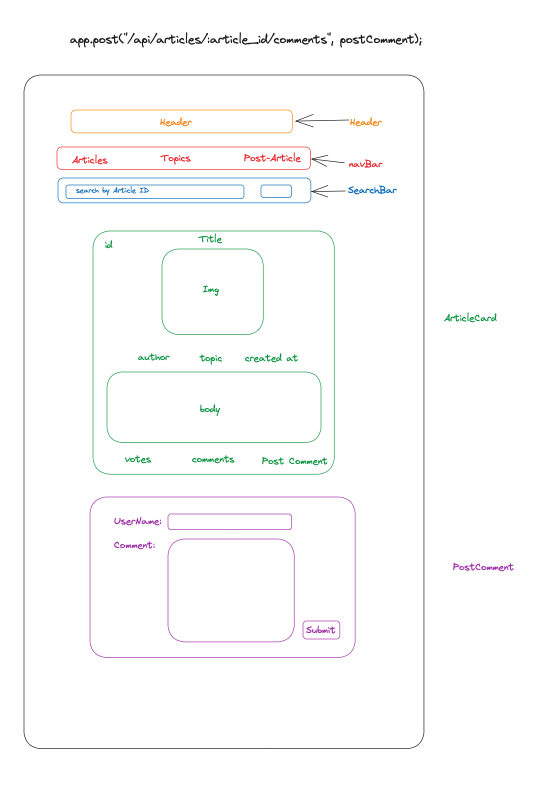 app.post("/api/articles/:article_id/comments", postComment);
Header
Header
Articles Topics Post-Article
navBar
search by Article ID
SearchBar
id
Title
Img
ArticleCard
author topic created at
body
votes comments Post Comment
UserName:
Comment:
PostComment
Submit